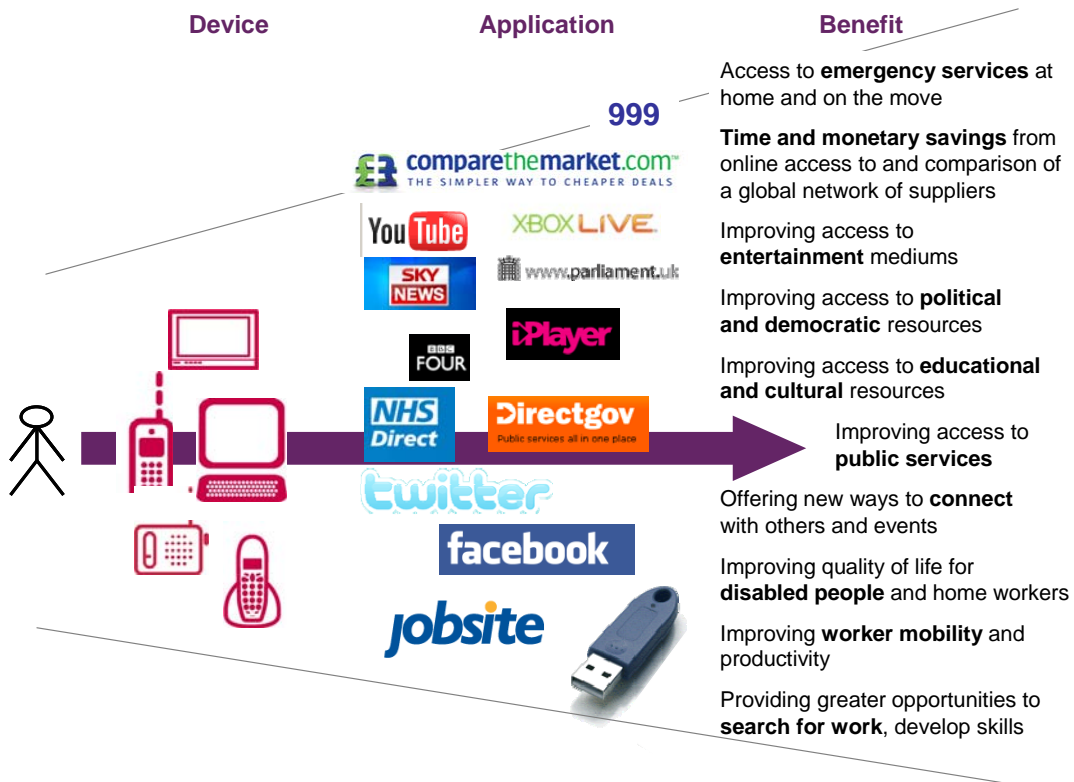 Device
Application
Benefit
999
comparethemarket.com™
THE SIMPLER WAY TO CHEAPER DEALS
You Tube
XBOX LIVE.
SKY
NEWS
www.parliament.uk
iPlayer
BBC
FOUR
NHS
Direct
Directgov
Public services all in one place
twitter
facebook
jobsite
Access to emergency services at
home and on the move
Time and monetary savings from
online access to and comparison of
a global network of suppliers
Improving access to
entertainment mediums
Improving access to political
and democratic resources
Improving access to educational
and cultural resources
Improving access to
public services
Offering new ways to connect
with others and events
Improving quality of life for
disabled people and home workers
Improving worker mobility and
productivity
Providing greater opportunities to
search for work, develop skills